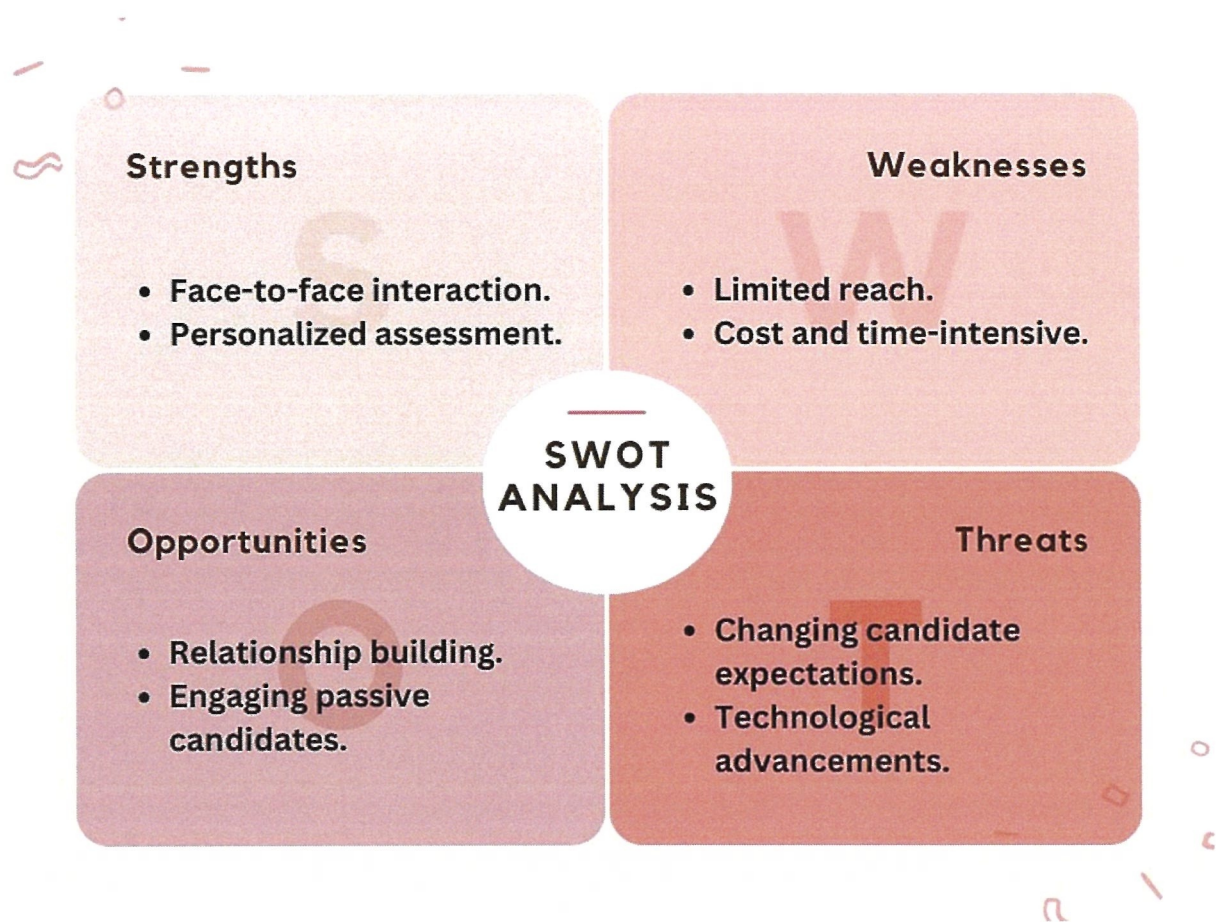 Strengths
S
• Face-to-face interaction.
• Personalized assessment.
Weaknesses
W
• Limited reach.
• Cost and time-intensive.
SWOT
ANALYSIS
Opportunities
O
• Relationship building.
• Engaging passive
candidates.
Threats
T
• Changing candidate
expectations.
• Technological
advancements.